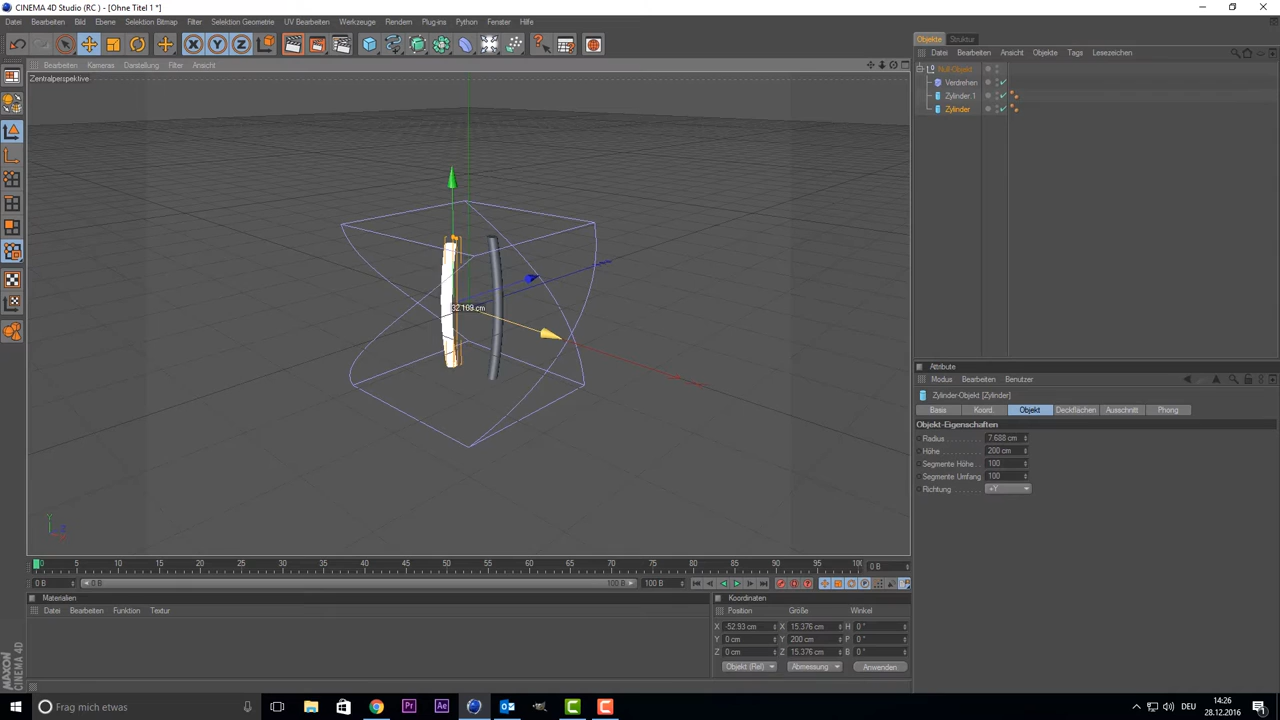 CINEMA 4D Studio (RC ) - [Ohne Titel 1 *]
Datei Bearbeiten Bild Ebene Selektion Bitmap Filter Selektion Geometrie UV Bearbeiten Werkzeuge Rendern Plug-ins Python Fenster Hilfe
X Y Z
Objekte Struktur
Datei Bearbeiten Ansicht Objekte Tags Lesezeichen
Bearbeiten Kameras Darstellung Filter Ansicht
Zentralperspektive
Null-Objekt
Verdrehen
Zylinder.1
Zylinder
32.109 cm
Y
Attribute
Modus Bearbeiten Benutzer
Zylinder-Objekt [Zylinder]
Basis Koord. Objekt Deckflächen Ausschnitt Phong
Objekt-Eigenschaften
Radius 7.688 cm
Höhe 200 cm
Segmente Höhe 100
Segmente Umfang 100
Richtung +Y
0 5 10 15 20 25 30 35 40 45 50 55 60 65 70 75 80 85 90 95 100 0 B
0 B 0 B 100 B 100 B
Materialien
Datei Bearbeiten Funktion Textur
Koordinaten
Position Größe Winkel
X -52.93 cm X 15.376 cm H 0 °
Y 0 cm Y 200 cm P 0 °
Z 0 cm Z 15.376 cm B 0 °
Objekt (Rel) Abmessung Anwenden
MAXON CINEMA 4D
Frag mich etwas
Pr Ae C C
DEU
14:26
28.12.2016